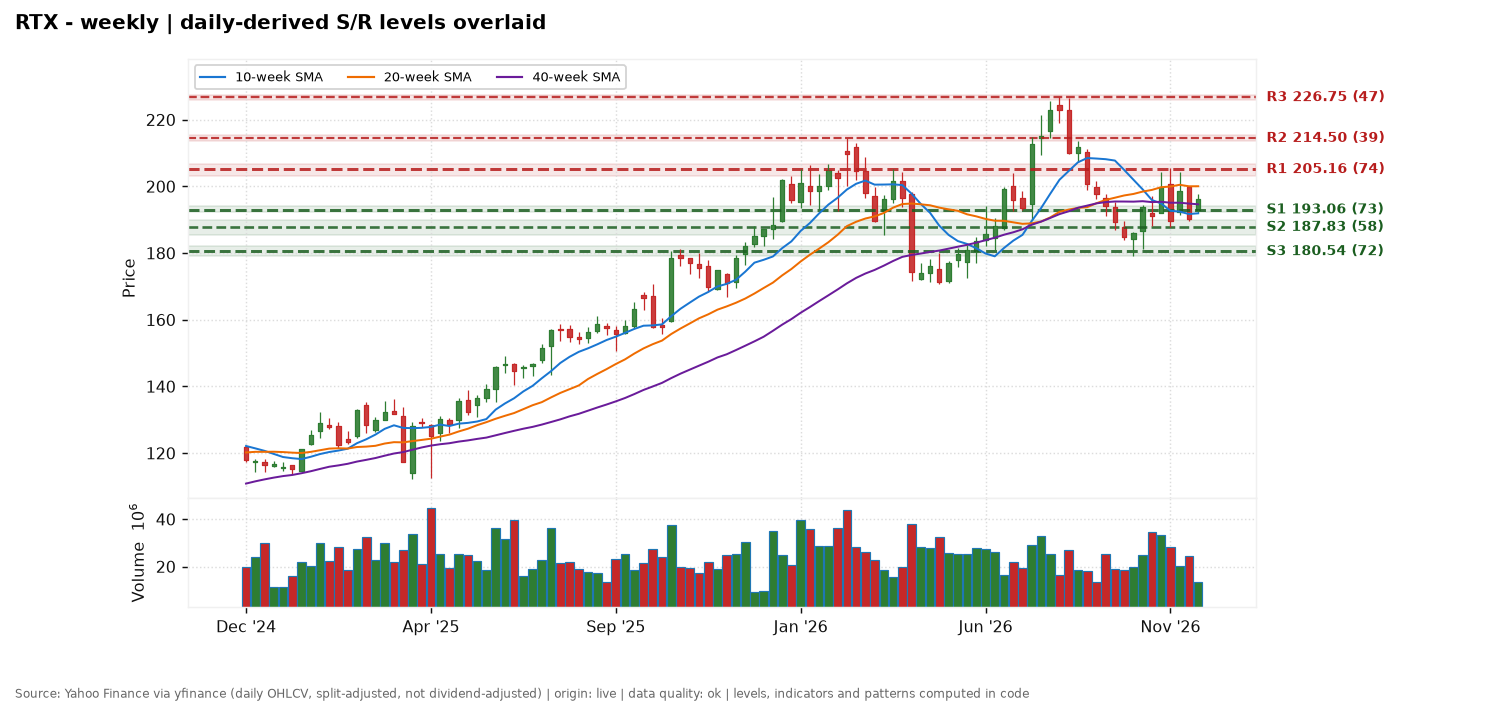 RTX - weekly | daily-derived S/R levels overlaid
10-week SMA
20-week SMA
40-week SMA
R3 226.75 (47)
R2 214.50 (39)
R1 205.16 (74)
S1 193.06 (73)
S2 187.83 (58)
S3 180.54 (72)
Price
220
200
180
160
140
120
Volume 10⁶
40
20
Dec '24
Apr '25
Sep '25
Jan '26
Jun '26
Nov '26
Source: Yahoo Finance via yfinance (daily OHLCV, split-adjusted, not dividend-adjusted) | origin: live | data quality: ok | levels, indicators and patterns computed in code